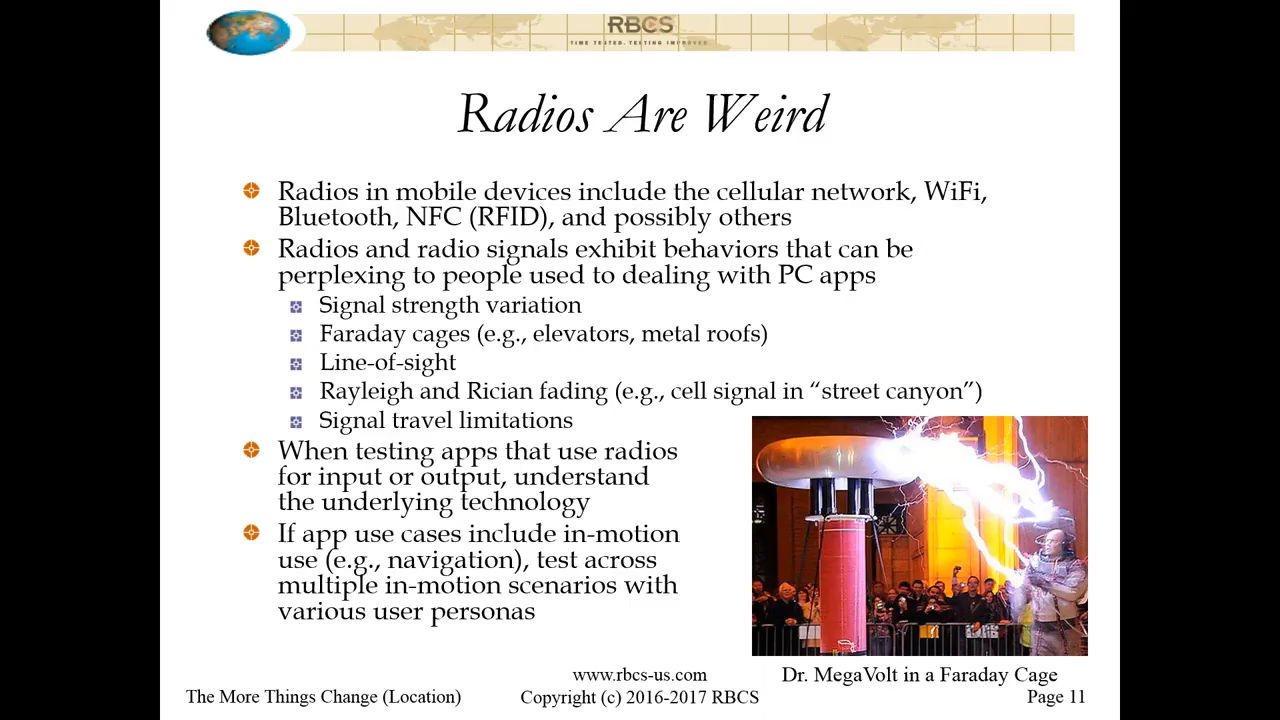 RBCS
TIME TESTED. TESTING IMPROVED.
Radios Are Weird
Radios in mobile devices include the cellular network, WiFi,
Bluetooth, NFC (RFID), and possibly others
Radios and radio signals exhibit behaviors that can be
perplexing to people used to dealing with PC apps
Signal strength variation
Faraday cages (e.g., elevators, metal roofs)
Line-of-sight
Rayleigh and Rician fading (e.g., cell signal in “street canyon”)
Signal travel limitations
When testing apps that use radios
for input or output, understand
the underlying technology
If app use cases include in-motion
use (e.g., navigation), test across
multiple in-motion scenarios with
various user personas
Dr. MegaVolt in a Faraday Cage
www.rbcs-us.com
The More Things Change (Location)
Copyright (c) 2016-2017 RBCS
Page 11